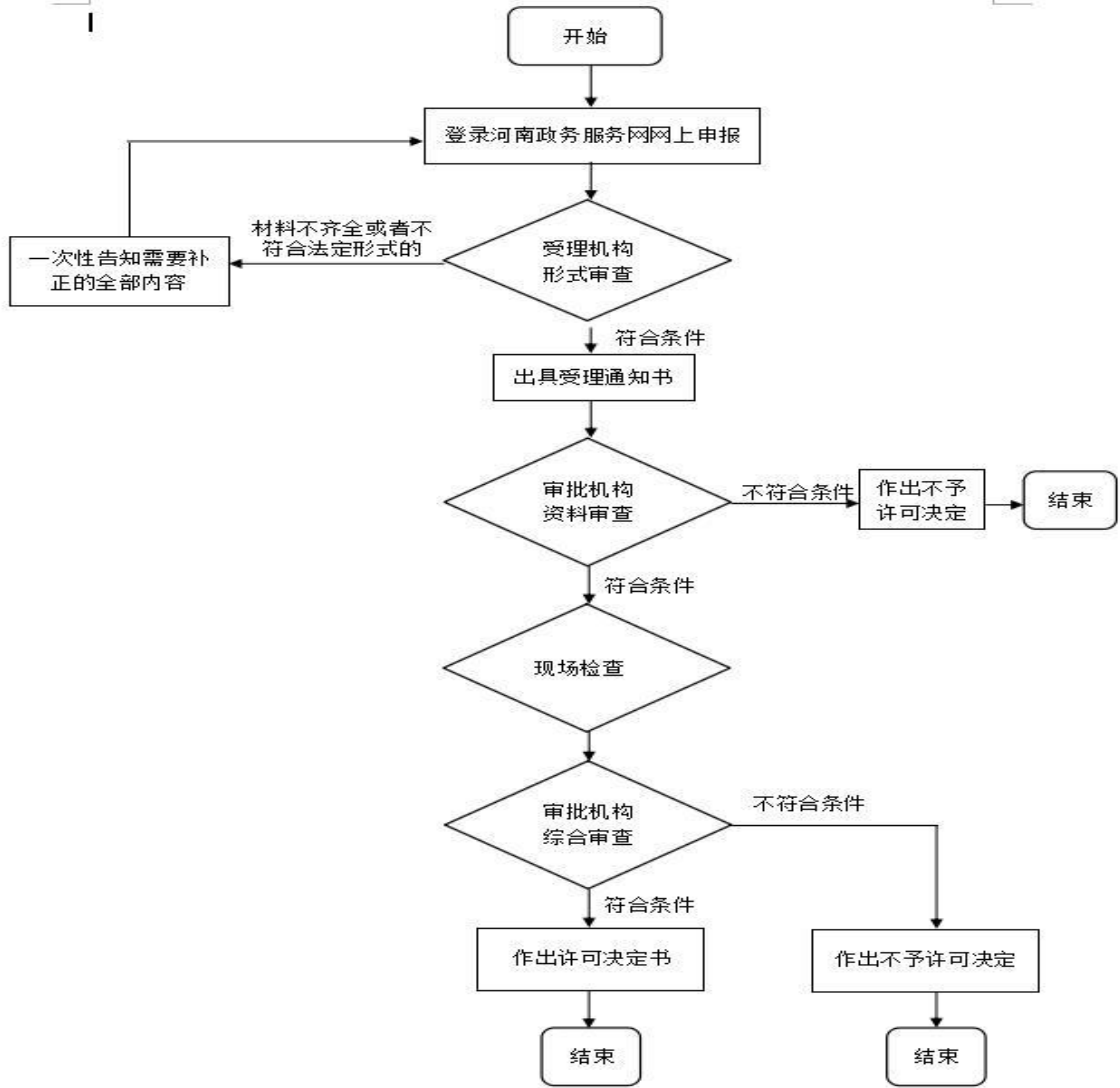 开始
登录河南政务服务网网上申报
材料不齐全或者不
符合法定形式的
一次性告知需要补
正的全部内容
受理机构
形式审查
符合条件
出具受理通知书
审批机构
资料审查
不符合条件
作出不予
许可决定
结束
符合条件
现场检查
审批机构
综合审查
不符合条件
符合条件
作出许可决定书
作出不予许可决定
结束
结束